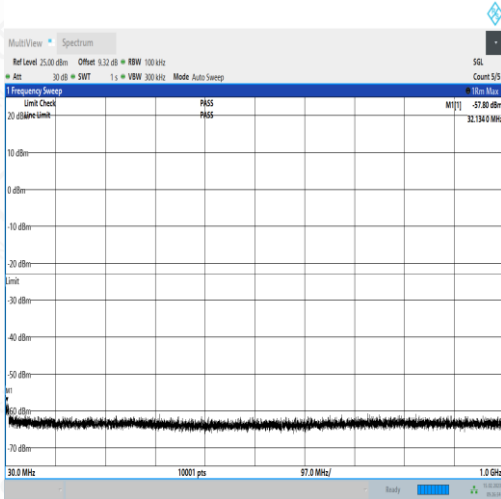 MultiView Spectrum
Ref Level 25.00 dBm Offset 9.32 dB RBW 100 kHz SGL
Att 30 dB SWT 1 s VBW 300 kHz Mode Auto Sweep Count 5/5
1 Frequency Sweep 1Rm Max
Limit Check PASS M1[1] -57.80 dBm
Line Limit PASS 32.1340 MHz
20 dBm
10 dBm
0 dBm
-10 dBm
-20 dBm
Limit
-30 dBm
-40 dBm
-50 dBm
M1
-60 dBm
-70 dBm
30.0 MHz 10001 pts 97.0 MHz/ 1.0 GHz
Ready